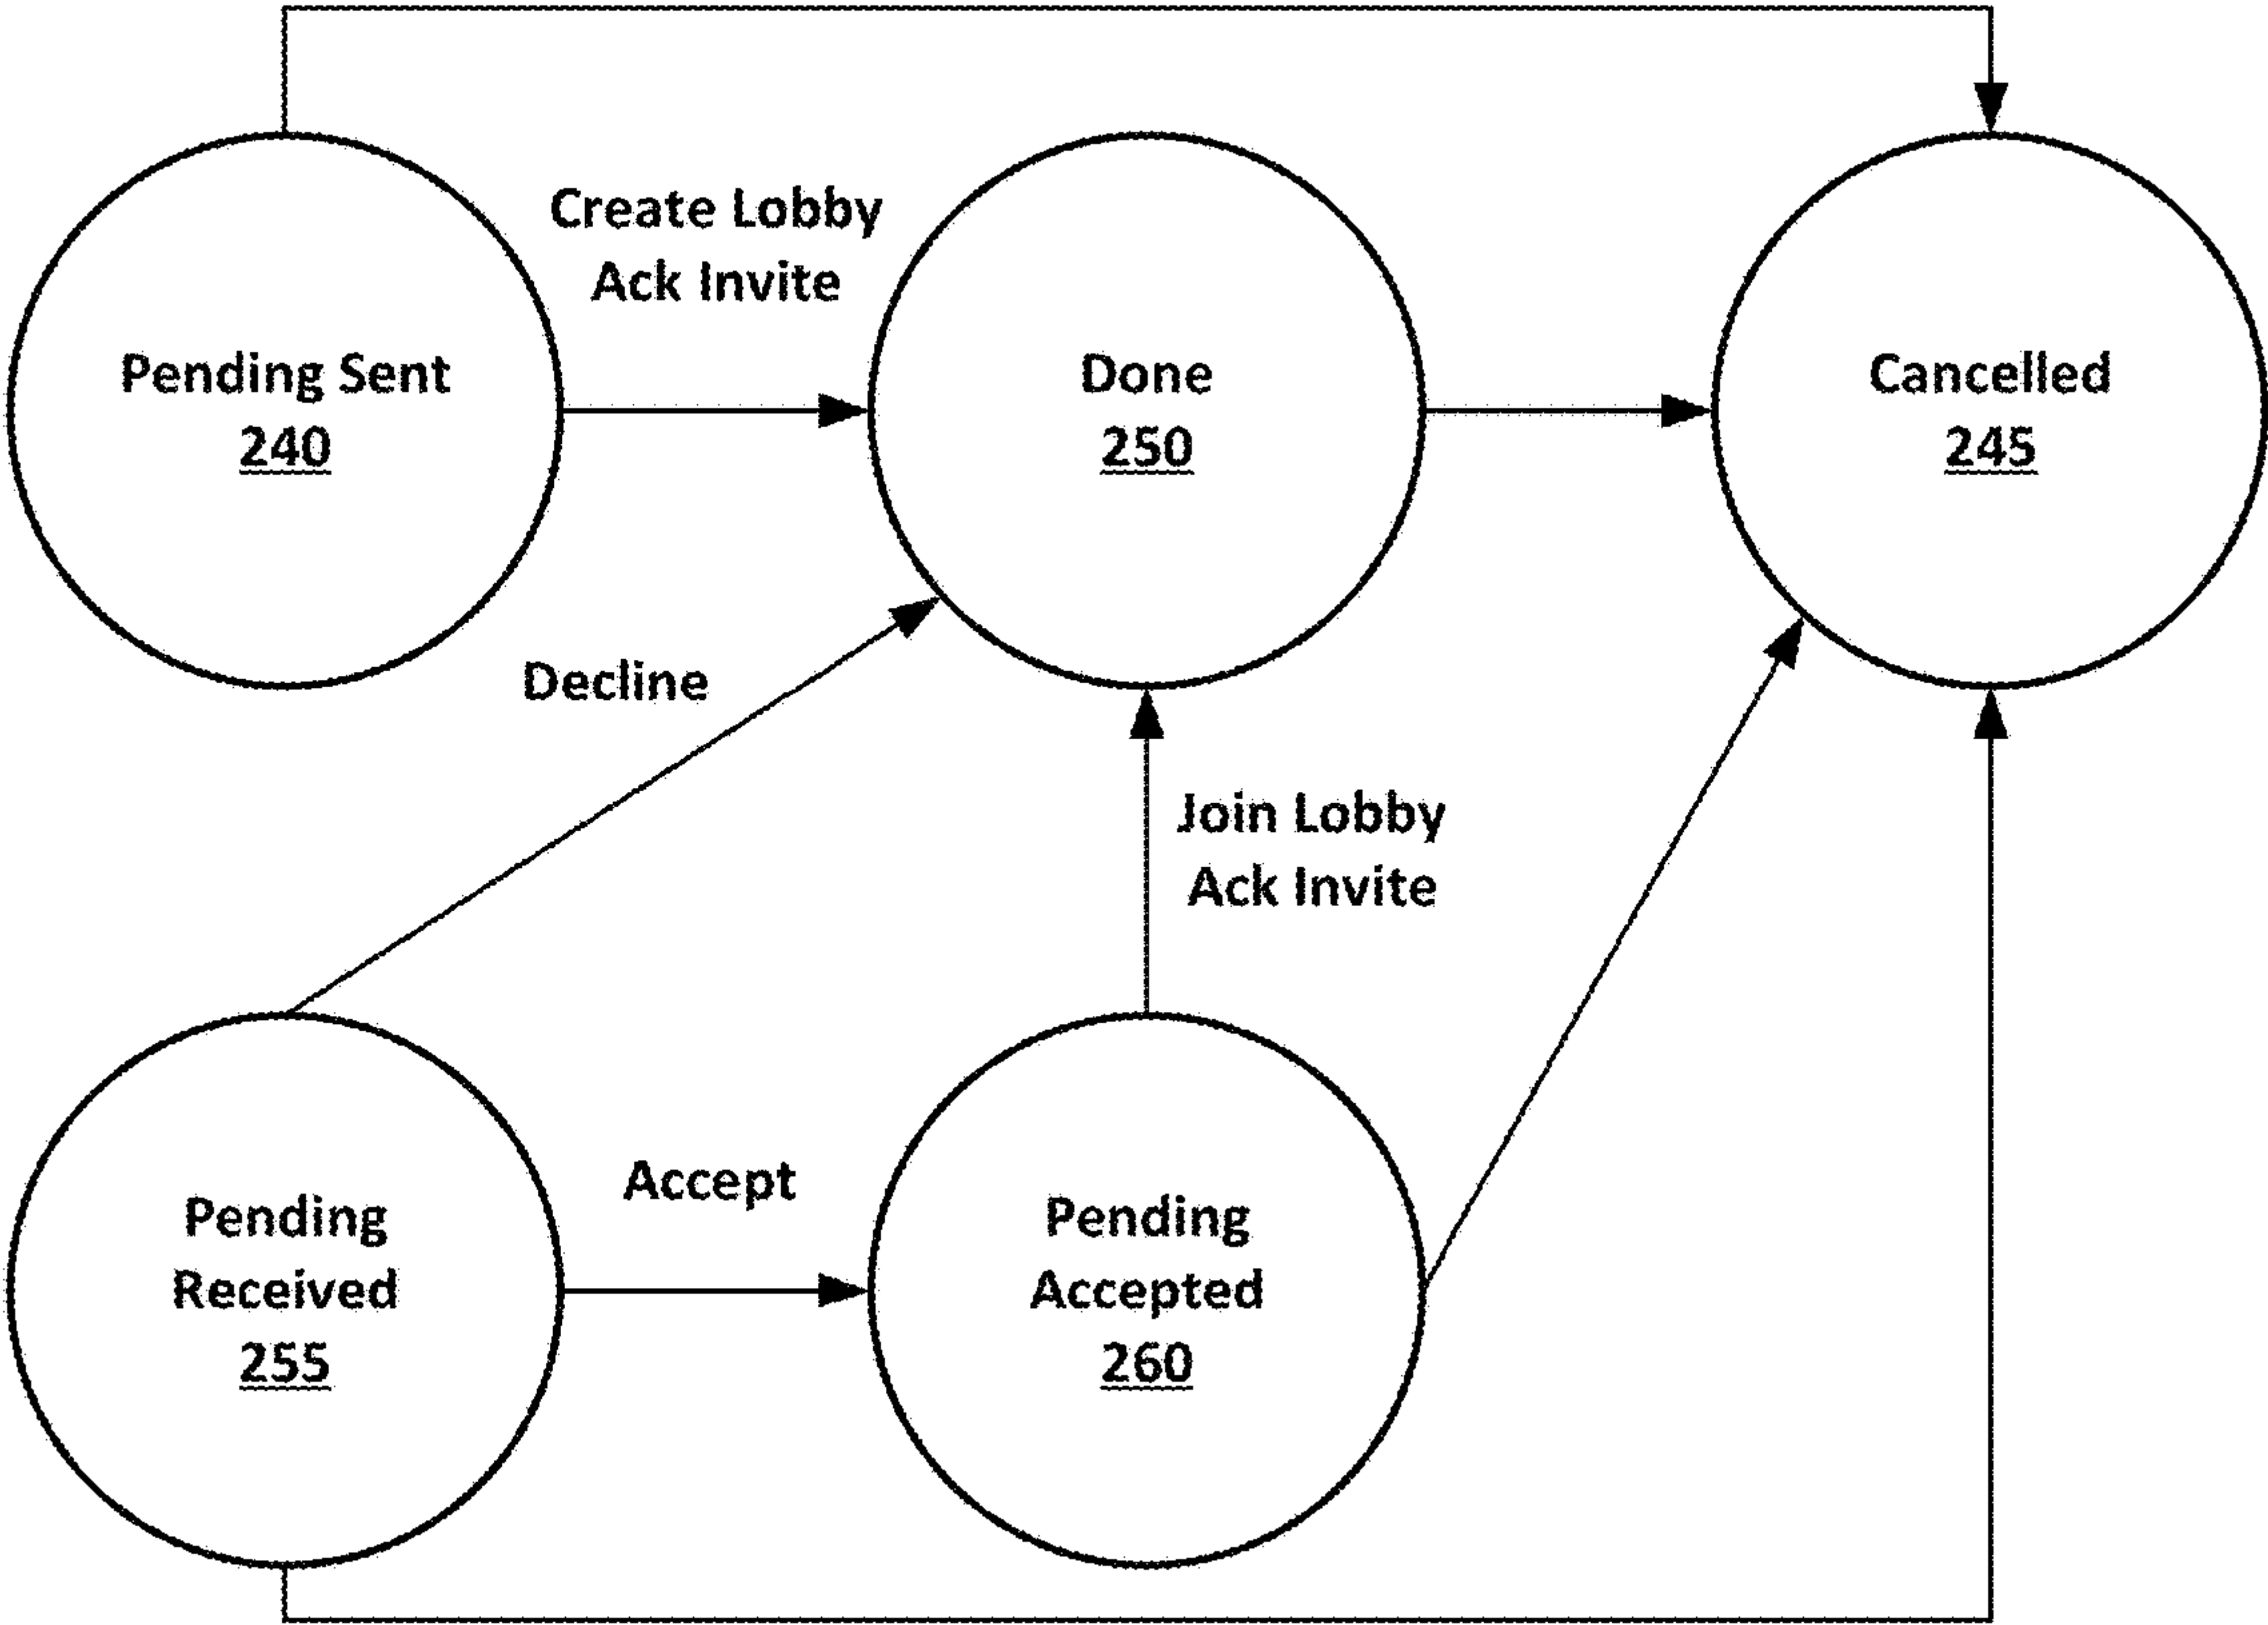 Create Lobby
Ack Invite
Pending Sent
240
Done
250
Cancelled
245
Decline
Join Lobby
Ack Invite
Accept
Pending
Received
255
Pending
Accepted
260